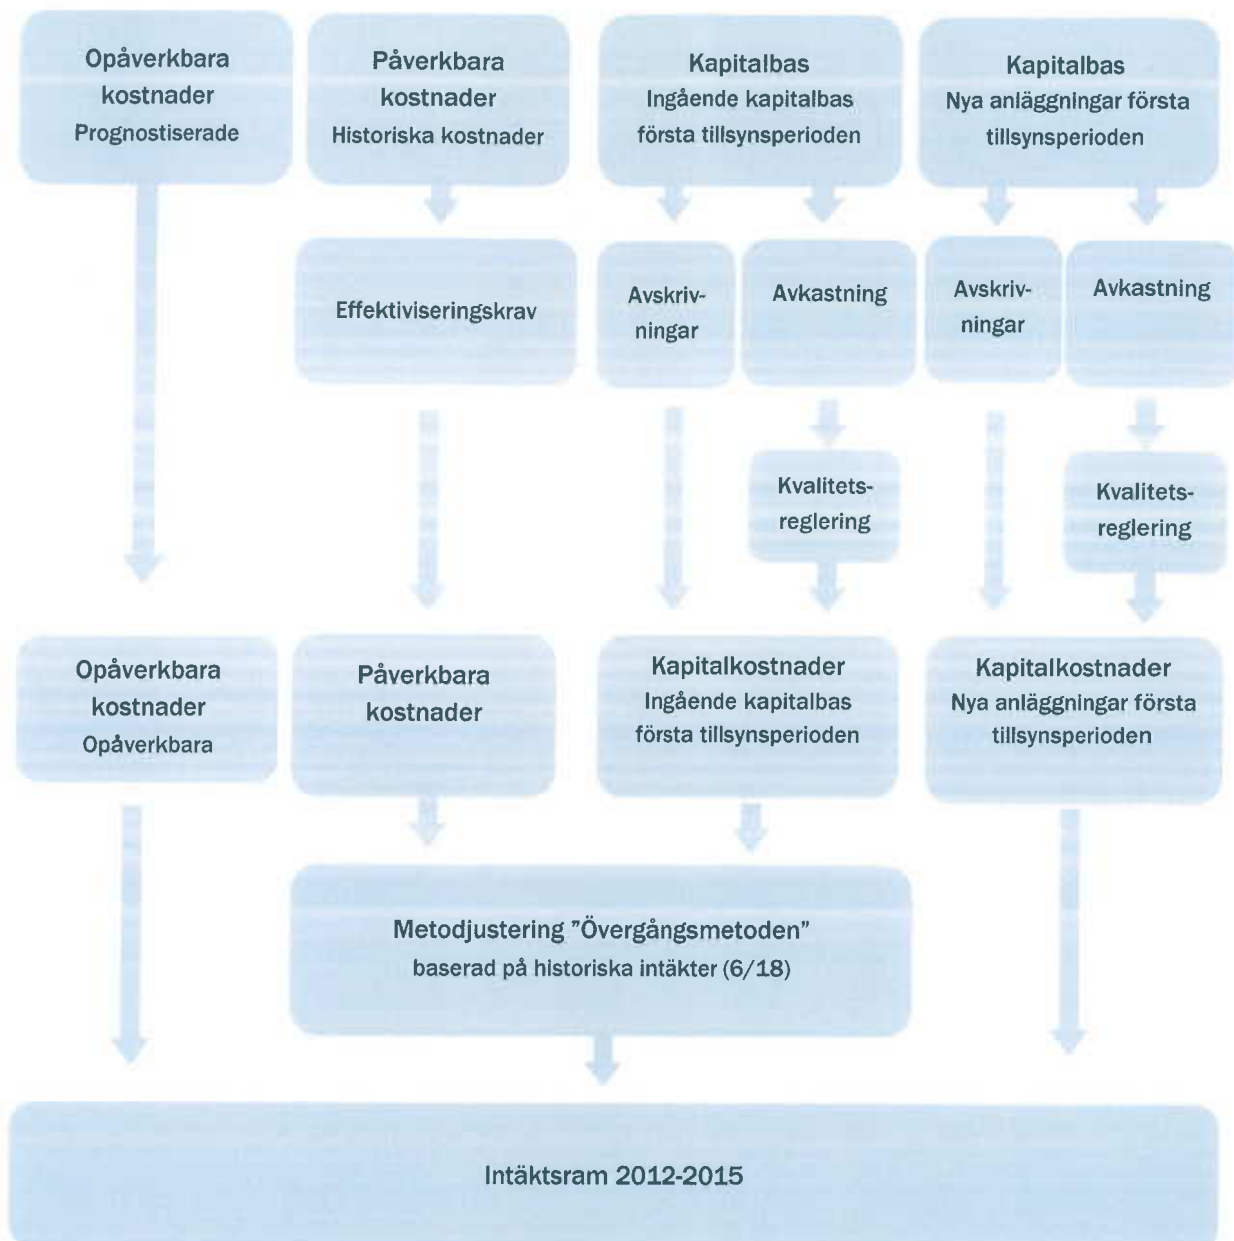 Opåverkbara
kostnader
Prognostiserade
Påverkbara
kostnader
Historiska kostnader
Kapitalbas
Ingående kapitalbas
första tillsynsperioden
Kapitalbas
Nya anläggningar första
tillsynsperioden
Effektiviseringskrav
Avskriv-
ningar
Avkastning
Avskriv-
ningar
Avkastning
Kvalitets-
reglering
Kvalitets-
reglering
Opåverkbara
kostnader
Opåverkbara
Påverkbara
kostnader
Kapitalkostnader
Ingående kapitalbas
första tillsynsperioden
Kapitalkostnader
Nya anläggningar första
tillsynsperioden
Metodjustering ”Övergångsmetoden”
baserad på historiska intäkter (6/18)
Intäktsram 2012-2015